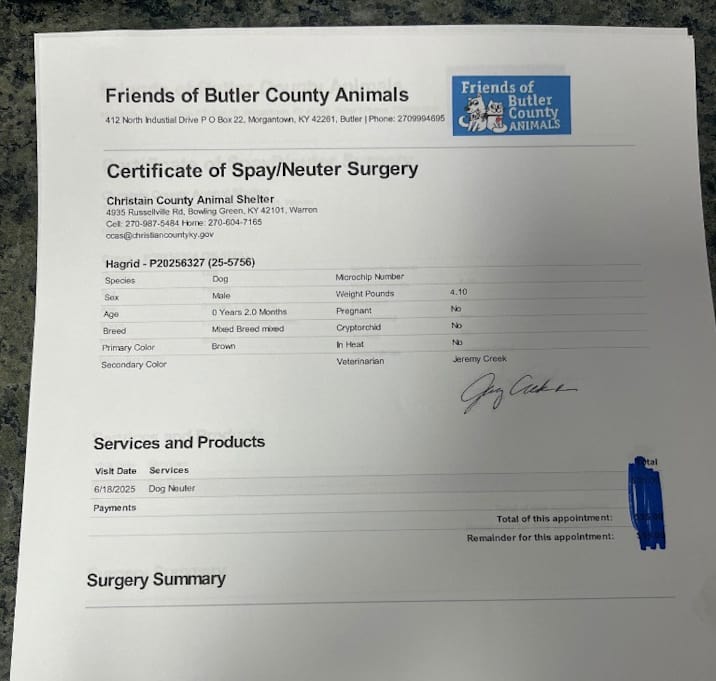 Friends of Butler County Animals
412 North Industial Drive P O Box 22, Morgantown, KY 42261, Butler | Phone: 2709994695
Friends of
Butler
County
ANIMALS
Certificate of Spay/Neuter Surgery
Christain County Animal Shelter
4935 Russellville Rd, Bowling Green, KY 42101, Warren
Cell: 270-987-5484 Home: 270-604-7165
ccas@christiancountyky.gov
Hagrid - P20256327 (25-5756)
Species Dog Microchip Number
Sex Male Weight Pounds 4.10
Age 0 Years 2.0 Months Pregnant No
Breed Mixed Breed mixed Cryptorchid No
Primary Color Brown In Heat No
Secondary Color Veterinarian Jeremy Creek
Services and Products
Visit Date Services tal
6/18/2025 Dog Neuter
Payments
Total of this appointment:
Remainder for this appointment:
Surgery Summary